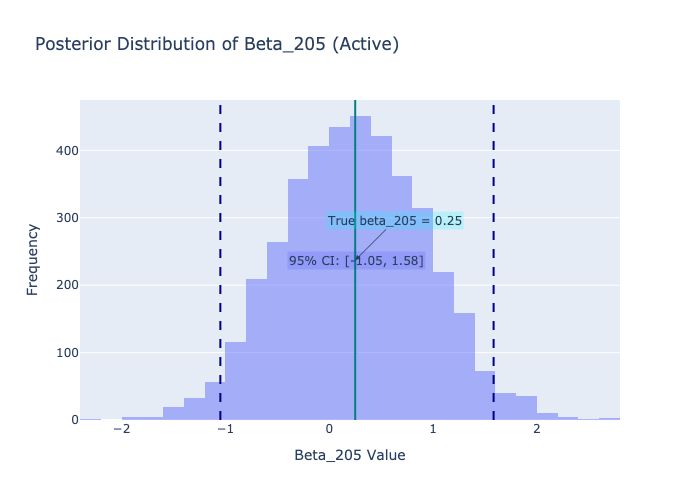 Posterior Distribution of Beta_205 (Active)
400
300
200
100
0
Frequency
True beta_205 = 0.25
95% CI: [-1.05, 1.58]
−2
−1
0
1
2
Beta_205 Value